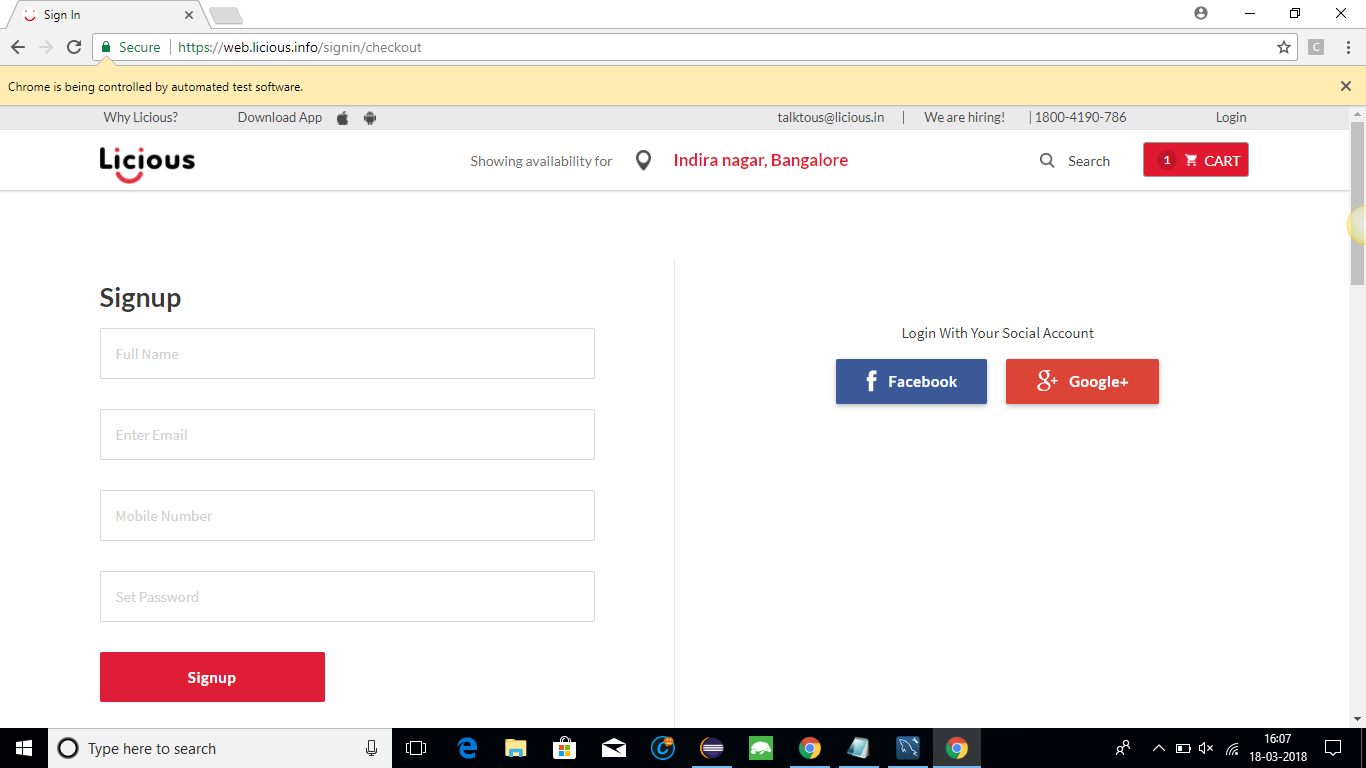 Sign In
Secure https://web.licious.info/signin/checkout
C
Chrome is being controlled by automated test software.
Why Licious? Download App talktous@licious.in | We are hiring! | 1800-4190-786 Login
Licious Showing availability for Indira nagar, Bangalore Search 1 CART
Signup
Full Name
Enter Email
Mobile Number
Set Password
Signup
Login With Your Social Account
f Facebook g+ Google+
Type here to search
16:07
18-03-2018